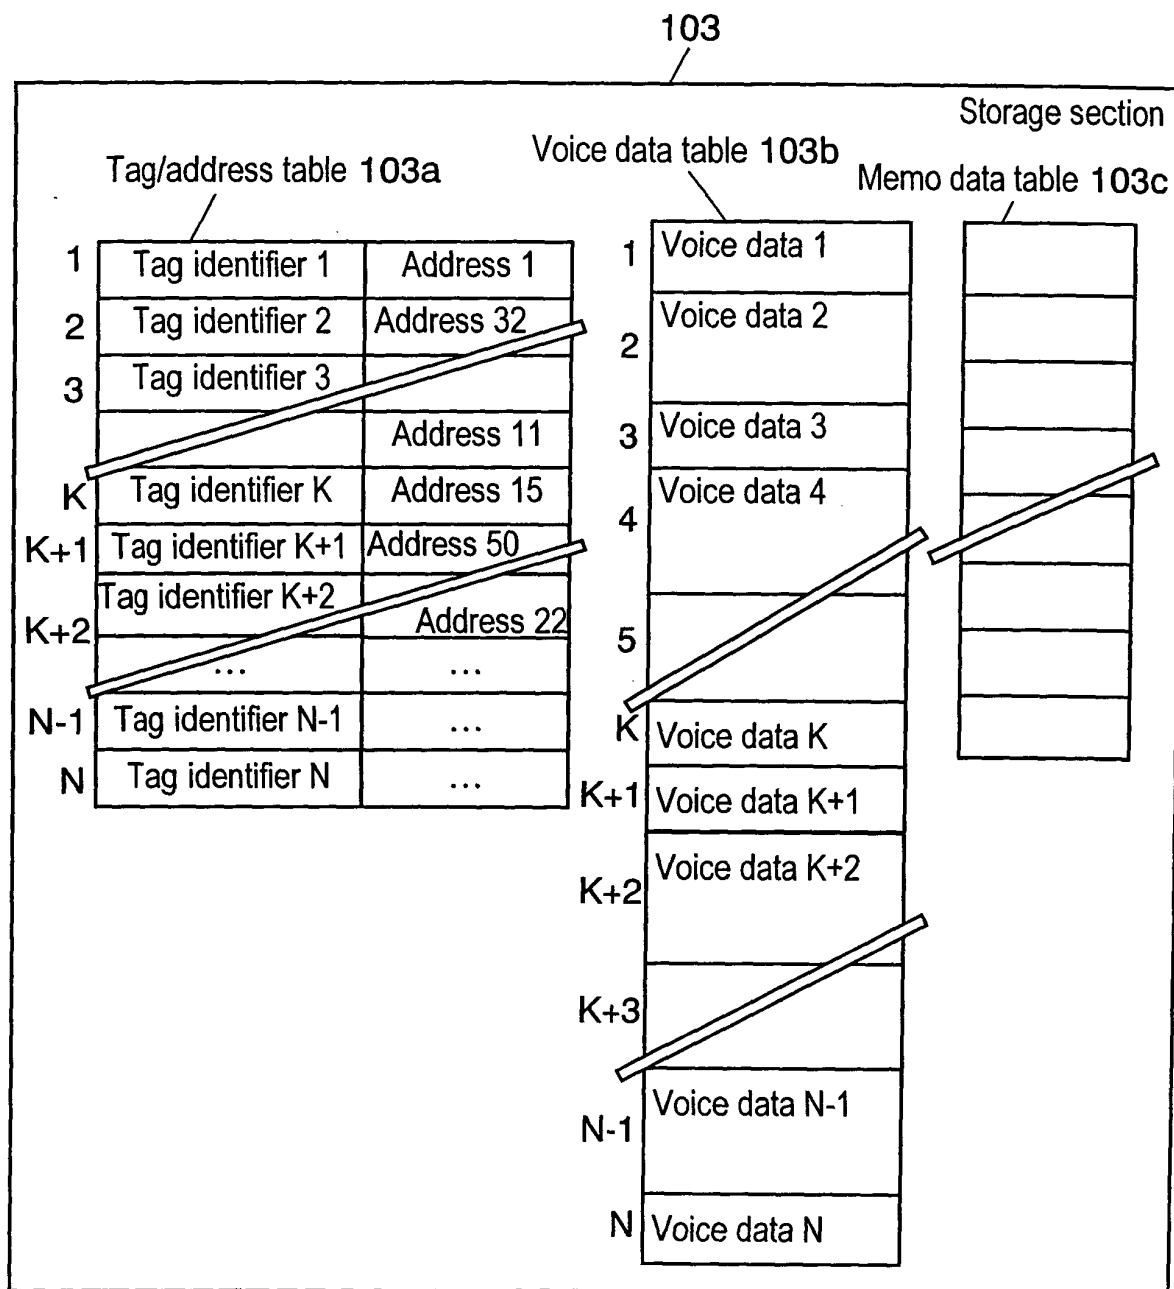 103
Storage section
Tag/address table 103a
Voice data table 103b
Memo data table 103c
1 Tag identifier 1 Address 1
2 Tag identifier 2 Address 32
3 Tag identifier 3
Address 11
K Tag identifier K Address 15
K+1 Tag identifier K+1 Address 50
K+2 Tag identifier K+2 Address 22
... ...
N-1 Tag identifier N-1 ...
N Tag identifier N ...
1 Voice data 1
2 Voice data 2
3 Voice data 3
4 Voice data 4
5
K Voice data K
K+1 Voice data K+1
K+2 Voice data K+2
K+3
N-1 Voice data N-1
N Voice data N